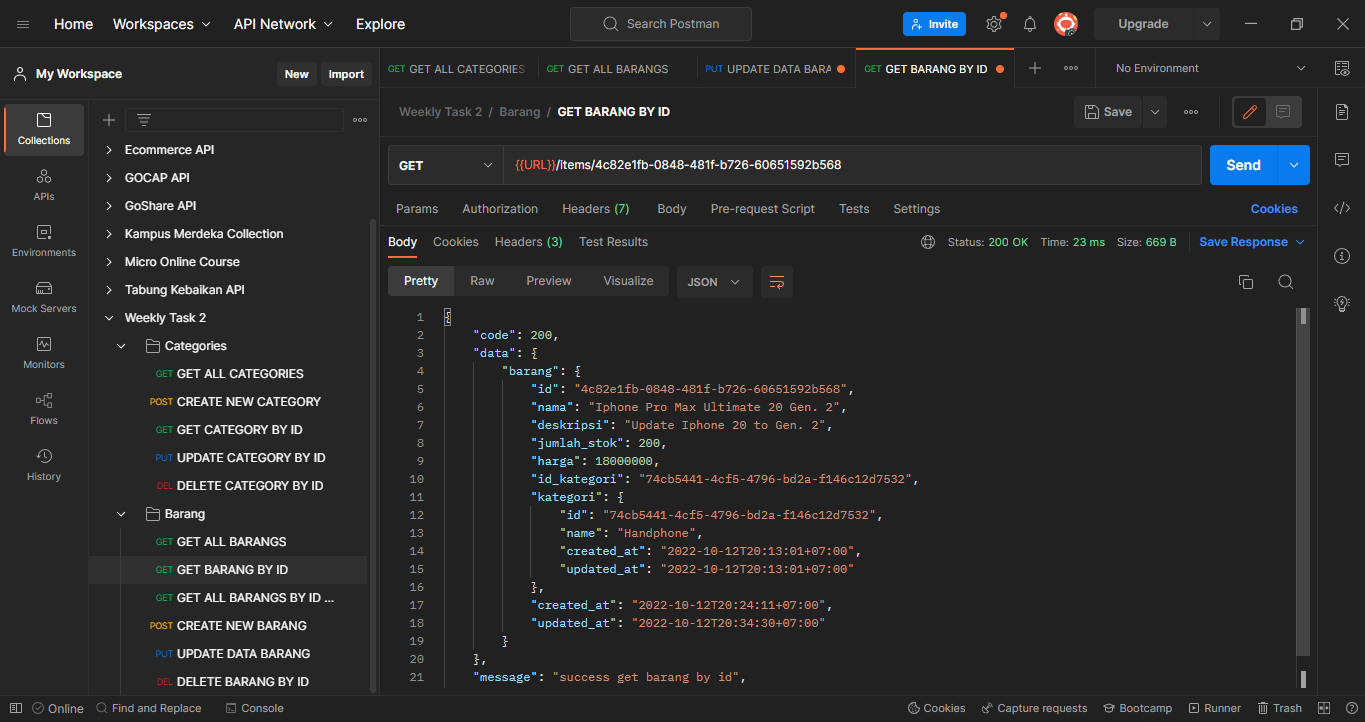 Home Workspaces API Network Explore Search Postman Invite Upgrade
My Workspace New Import
GET GET ALL CATEGORIES GET GET ALL BARANGS PUT UPDATE DATA BARA GET GET BARANG BY ID No Environment
Weekly Task 2 / Barang / GET BARANG BY ID Save
GET {{URL}}/items/4c82e1fb-0848-481f-b726-60651592b568 Send
Params Authorization Headers (7) Body Pre-request Script Tests Settings Cookies
Body Cookies Headers (3) Test Results Status: 200 OK Time: 23 ms Size: 669 B Save Response
Pretty Raw Preview Visualize JSON
Collections
APIs
Environments
Mock Servers
Monitors
Flows
History
Ecommerce API
GOCAP API
GoShare API
Kampus Merdeka Collection
Micro Online Course
Tabung Kebaikan API
Weekly Task 2
Categories
GET GET ALL CATEGORIES
POST CREATE NEW CATEGORY
GET GET CATEGORY BY ID
PUT UPDATE CATEGORY BY ID
DEL DELETE CATEGORY BY ID
Barang
GET GET ALL BARANGS
GET GET BARANG BY ID
GET GET ALL BARANGS BY ID ...
POST CREATE NEW BARANG
PUT UPDATE DATA BARANG
DEL DELETE BARANG BY ID
1 {
2 "code": 200,
3 "data": {
4 "barang": {
5 "id": "4c82e1fb-0848-481f-b726-60651592b568",
6 "nama": "Iphone Pro Max Ultimate 20 Gen. 2",
7 "deskripsi": "Update Iphone 20 to Gen. 2",
8 "jumlah_stok": 200,
9 "harga": 18000000,
10 "id_kategori": "74cb5441-4cf5-4796-bd2a-f146c12d7532",
11 "kategori": {
12 "id": "74cb5441-4cf5-4796-bd2a-f146c12d7532",
13 "name": "Handphone",
14 "created_at": "2022-10-12T20:13:01+07:00",
15 "updated_at": "2022-10-12T20:13:01+07:00"
16 },
17 "created_at": "2022-10-12T20:24:11+07:00",
18 "updated_at": "2022-10-12T20:34:30+07:00"
19 }
20 },
21 "message": "success get barang by id",
Online Find and Replace Console Cookies Capture requests Bootcamp Runner Trash